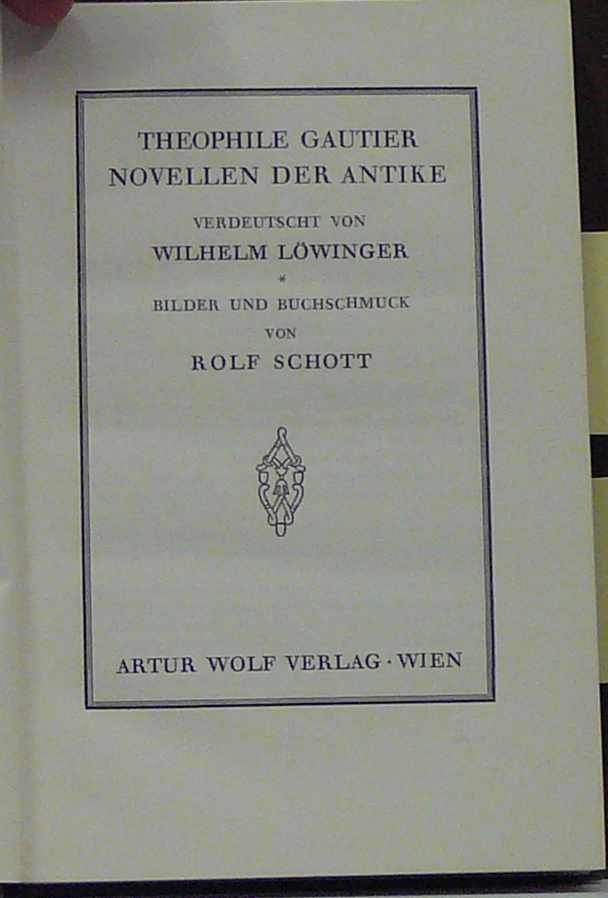 THEOPHILE GAUTIER
NOVELLEN DER ANTIKE
VERDEUTSCHT VON
WILHELM LÖWINGER
*
BILDER UND BUCHSCHMUCK
VON
ROLF SCHOTT
ARTUR WOLF VERLAG · WIEN